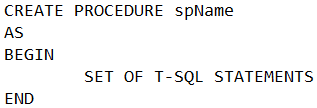 CREATE PROCEDURE spName
AS
BEGIN
        SET OF T-SQL STATEMENTS
END